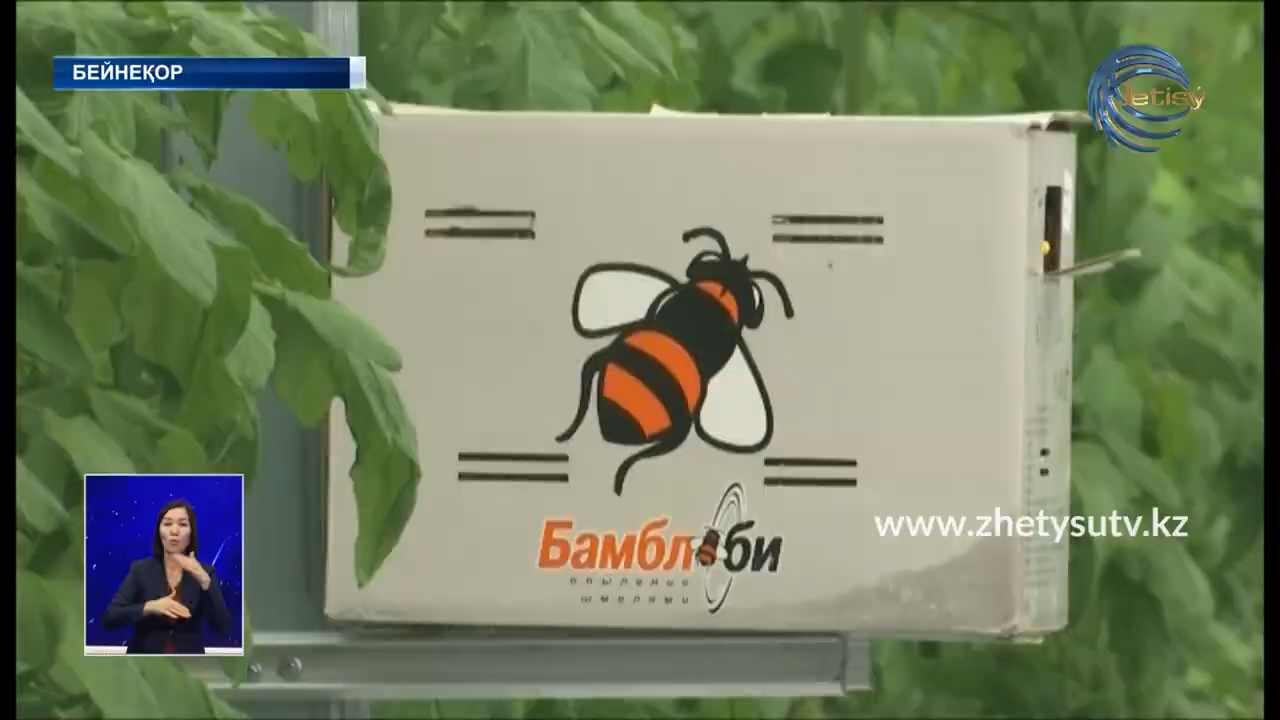 БЕЙНЕҚОР
Jetisý
www.zhetysutv.kz
Бамблби
опыление
шмелями